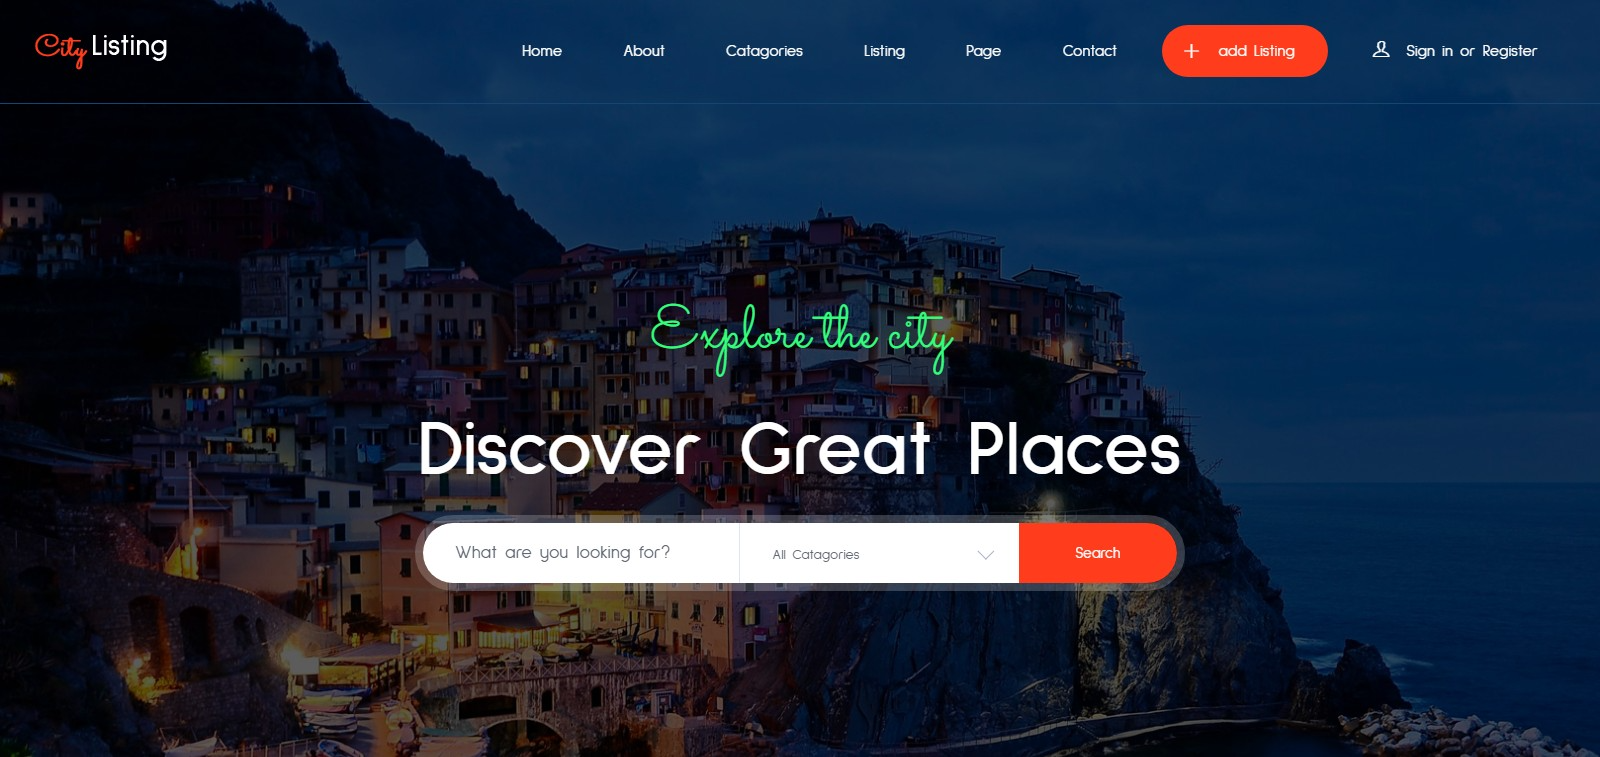 City Listing
Home About Catagories Listing Page Contact add Listing Sign in or Register
Explore the city
Discover Great Places
What are you looking for? All Catagories Search